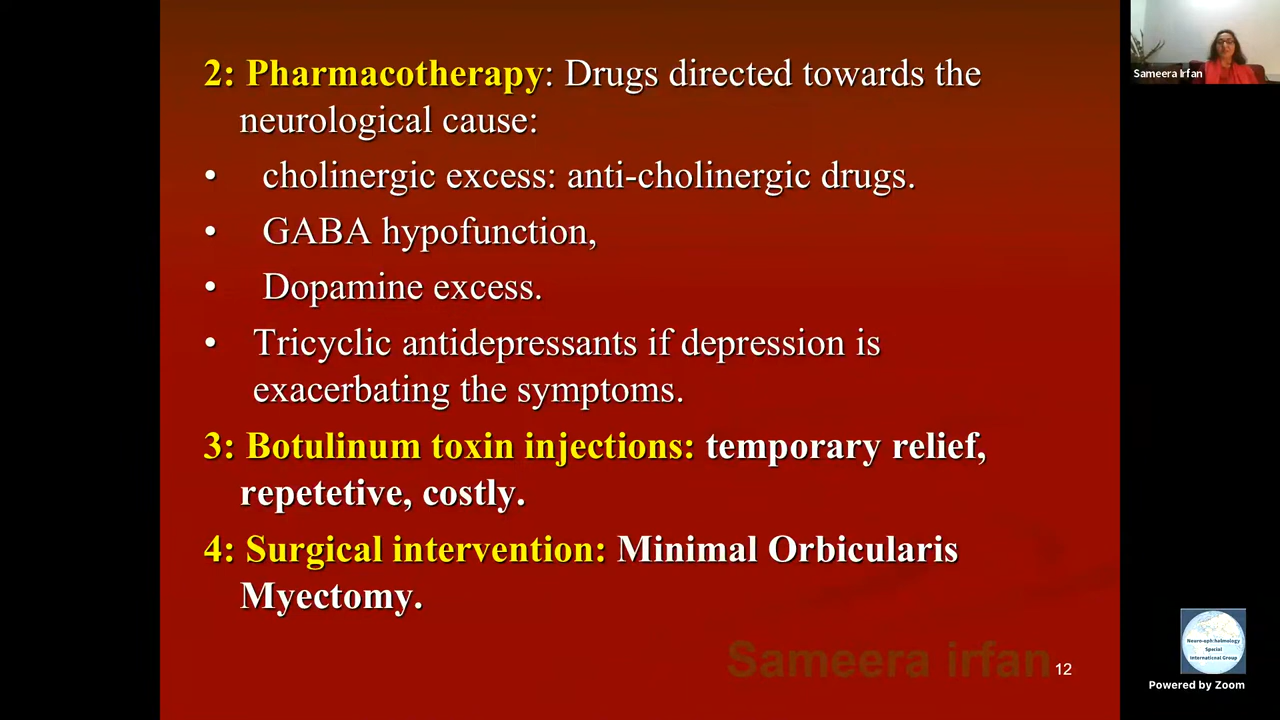 2: Pharmacotherapy: Drugs directed towards the
neurological cause:
• cholinergic excess: anti-cholinergic drugs.
• GABA hypofunction,
• Dopamine excess.
• Tricyclic antidepressants if depression is
exacerbating the symptoms.
3: Botulinum toxin injections: temporary relief,
repetetive, costly.
4: Surgical intervention: Minimal Orbicularis
Myectomy.
Sameera irfan
12
Sameera Irfan
Neuro-ophthalmology
Special
International Group
Powered by Zoom